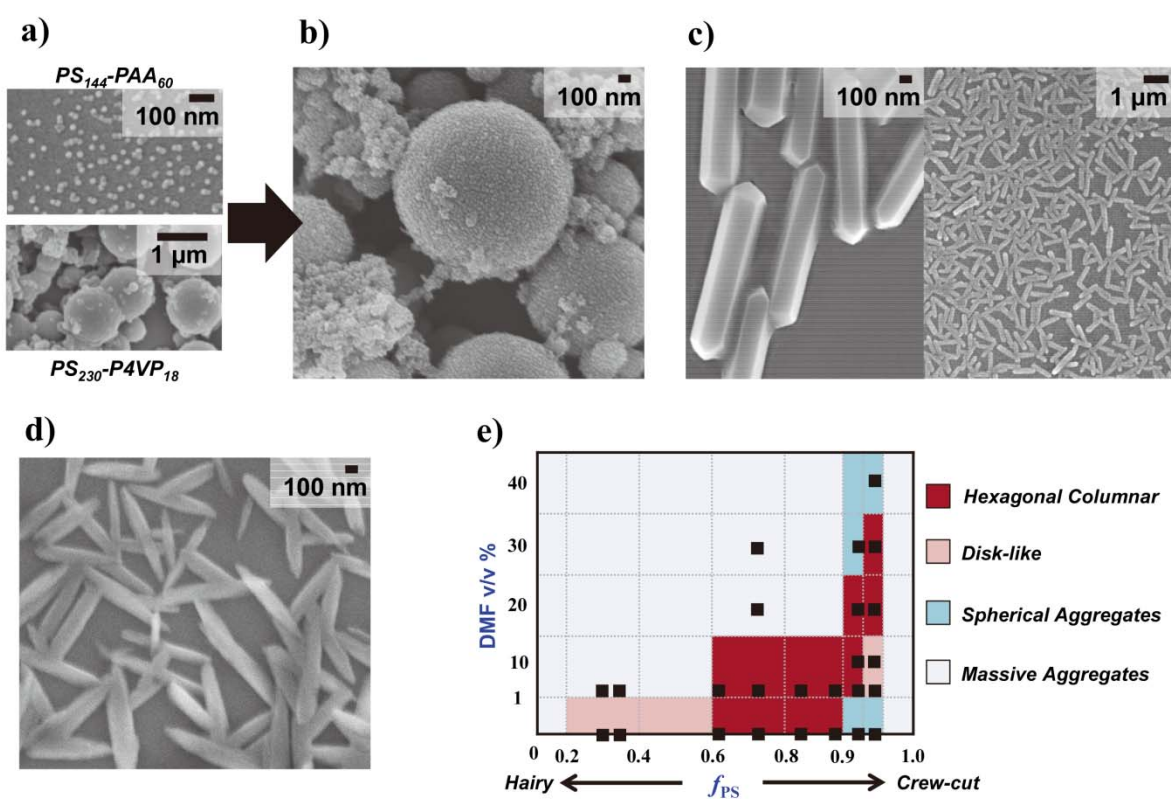 a)
PS144-PAA60
100 nm
1 µm
PS230-P4VP18
b)
100 nm
c)
100 nm
1 µm
d)
100 nm
e)
DMF v/v %
40
30
20
10
1
0 0.2 0.4 0.6 0.8 0.9 1.0
Hairy fPS Crew-cut
Hexagonal Columnar
Disk-like
Spherical Aggregates
Massive Aggregates